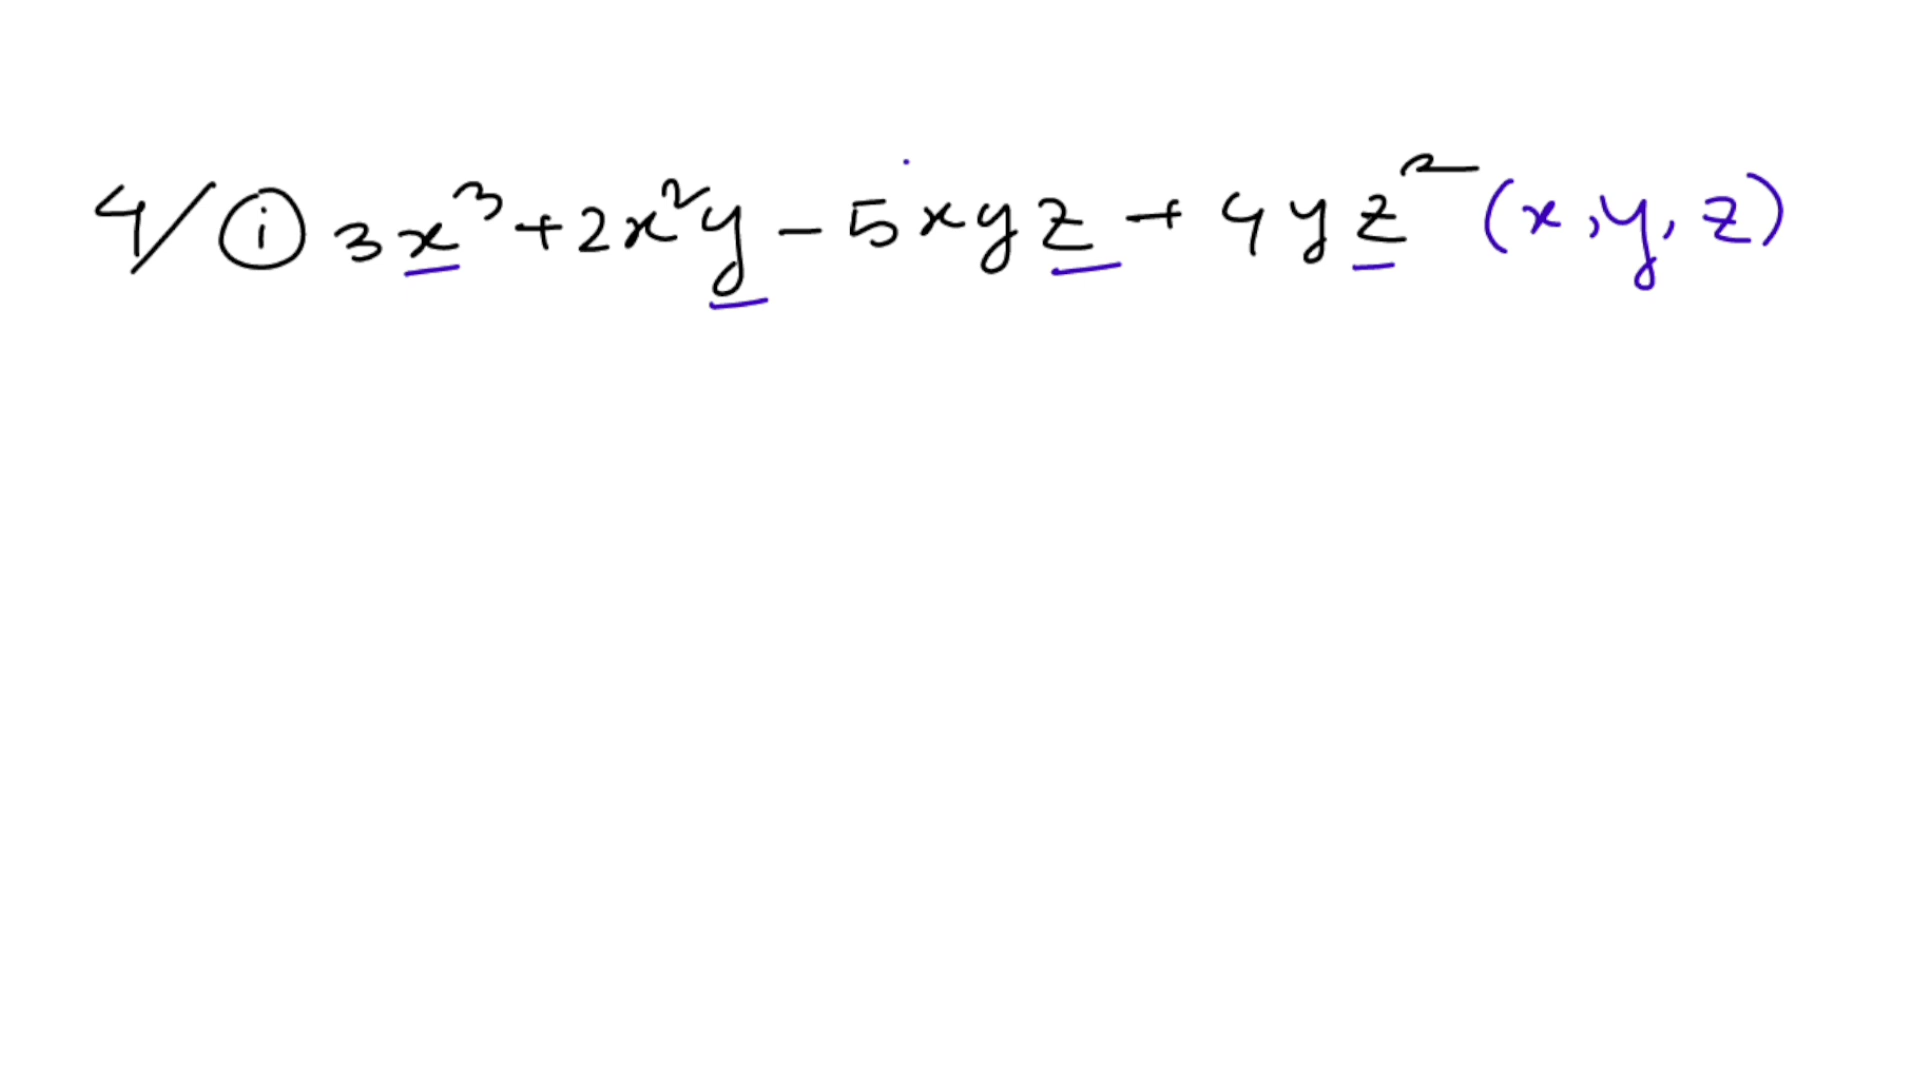 4/ ⓘ 3x³ + 2x²y - 5xyz + 4yz² (x, y, z)